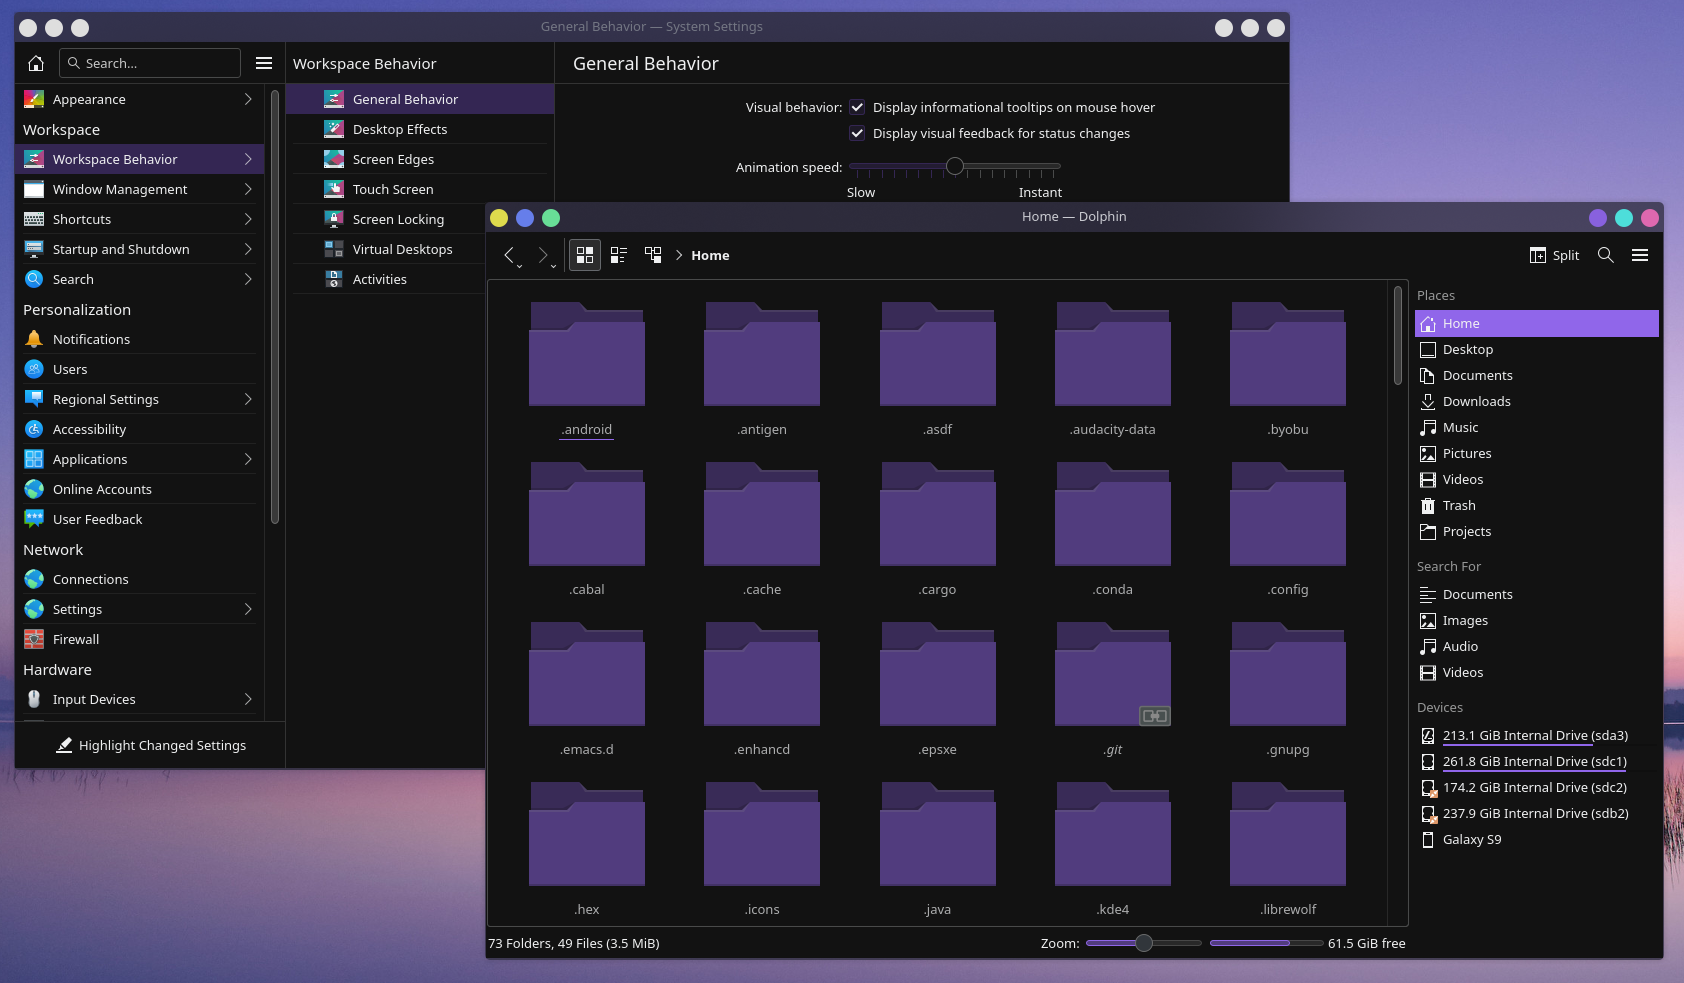 General Behavior — System Settings
Search...
Workspace Behavior
General Behavior
Appearance
Workspace
Workspace Behavior
Window Management
Shortcuts
Startup and Shutdown
Search
Personalization
Notifications
Users
Regional Settings
Accessibility
Applications
Online Accounts
User Feedback
Network
Connections
Settings
Firewall
Hardware
Input Devices
Highlight Changed Settings
General Behavior
Desktop Effects
Screen Edges
Touch Screen
Screen Locking
Virtual Desktops
Activities
Visual behavior: Display informational tooltips on mouse hover
Display visual feedback for status changes
Animation speed:
Slow Instant
Home — Dolphin
Home
Split
.android .antigen .asdf .audacity-data .byobu
.cabal .cache .cargo .conda .config
.emacs.d .enhancd .epsxe .git .gnupg
.hex .icons .java .kde4 .librewolf
73 Folders, 49 Files (3.5 MiB)
Zoom:
61.5 GiB free
Places
Home
Desktop
Documents
Downloads
Music
Pictures
Videos
Trash
Projects
Search For
Documents
Images
Audio
Videos
Devices
213.1 GiB Internal Drive (sda3)
261.8 GiB Internal Drive (sdc1)
174.2 GiB Internal Drive (sdc2)
237.9 GiB Internal Drive (sdb2)
Galaxy S9